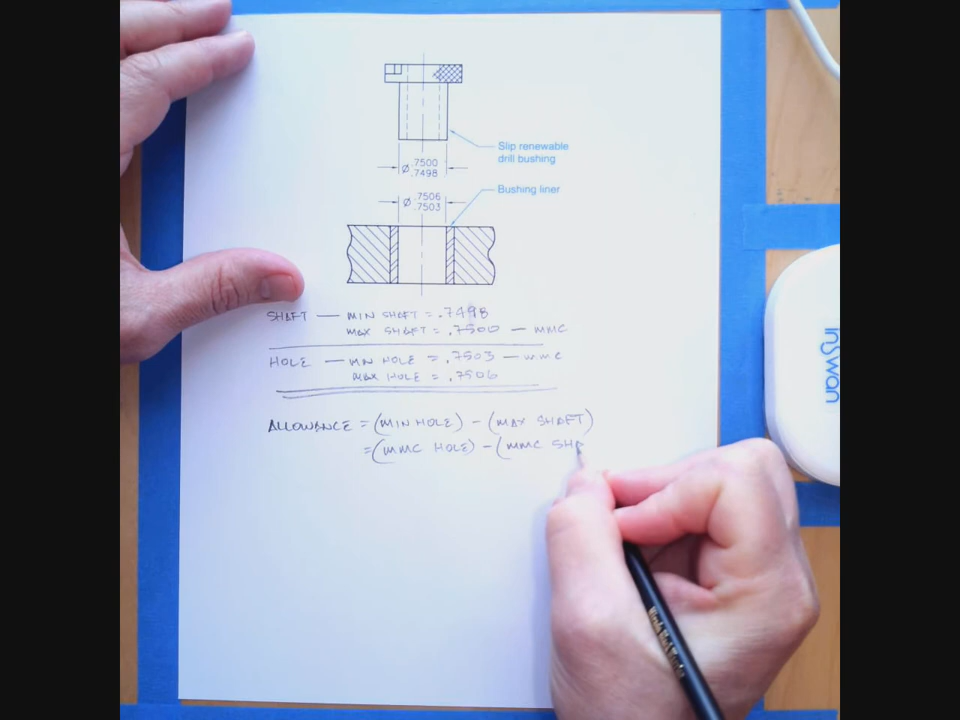 Slip renewable
drill bushing
Ø .7500
.7498
Bushing liner
Ø .7506
.7503
SHAFT — MIN SHAFT = .7498
MAX SHAFT = .7500 — MMC
HOLE — MIN HOLE = .7503 — MMC
MAX HOLE = .7506
ALLOWANCE = (MIN HOLE) - (MAX SHAFT)
= (MMC HOLE) - (MMC SHA
inswan